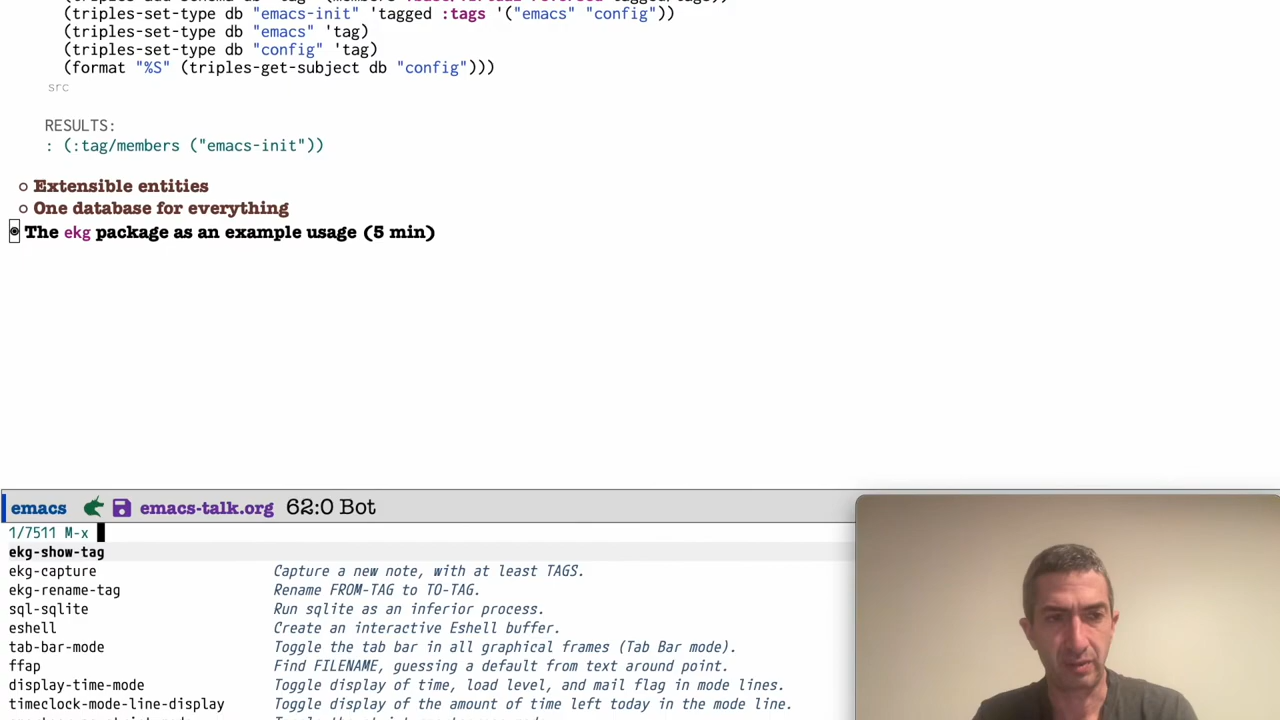 (triples-set-type db "emacs-init" 'tagged :tags '("emacs" "config"))
(triples-set-type db "emacs" 'tag)
(triples-set-type db "config" 'tag)
(format "%S" (triples-get-subject db "config")))
src
RESULTS:
: (:tag/members ("emacs-init"))
Extensible entities
One database for everything
The ekg package as an example usage (5 min)
emacs emacs-talk.org 62:0 Bot
1/7511 M-x
ekg-show-tag
ekg-capture Capture a new note, with at least TAGS.
ekg-rename-tag Rename FROM-TAG to TO-TAG.
sql-sqlite Run sqlite as an inferior process.
eshell Create an interactive Eshell buffer.
tab-bar-mode Toggle the tab bar in all graphical frames (Tab Bar mode).
ffap Find FILENAME, guessing a default from text around point.
display-time-mode Toggle display of time, load level, and mail flag in mode lines.
timeclock-mode-line-display Toggle display of the amount of time left today in the mode line.